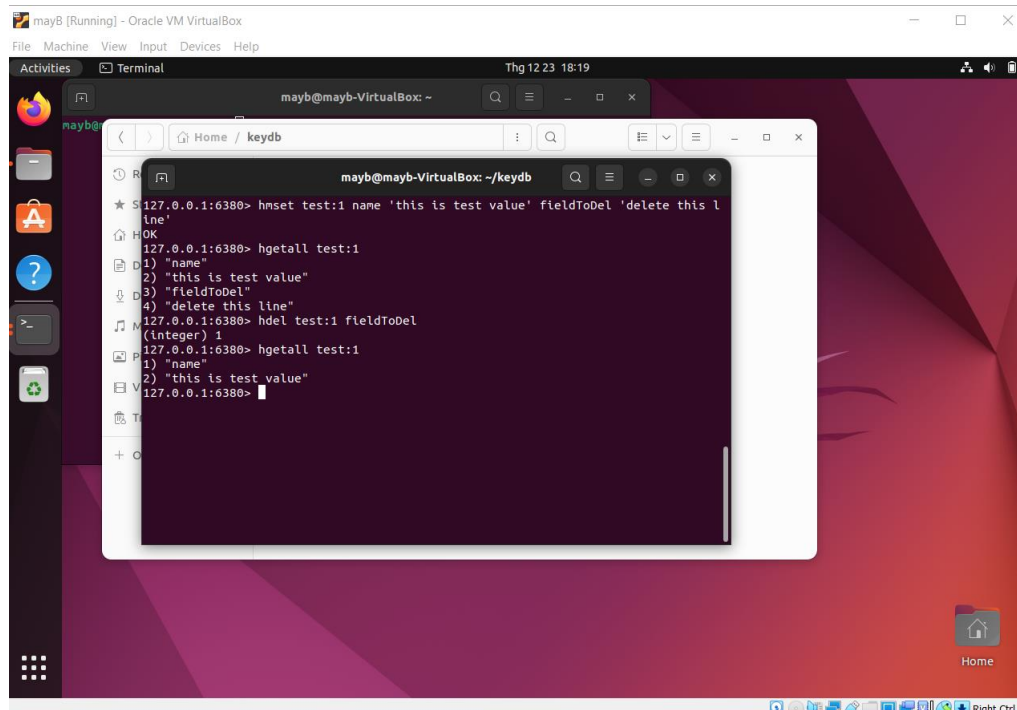 mayB [Running] - Oracle VM VirtualBox
File Machine View Input Devices Help
Activities Terminal Thg 12 23 18:19
mayb@mayb-VirtualBox: ~
Home / keydb
mayb@mayb-VirtualBox: ~/keydb
127.0.0.1:6380> hmset test:1 name 'this is test value' fieldToDel 'delete this l
ine'
OK
127.0.0.1:6380> hgetall test:1
1) "name"
2) "this is test value"
3) "fieldToDel"
4) "delete this line"
127.0.0.1:6380> hdel test:1 fieldToDel
(integer) 1
127.0.0.1:6380> hgetall test:1
1) "name"
2) "this is test value"
127.0.0.1:6380>
Home
Right Ctrl